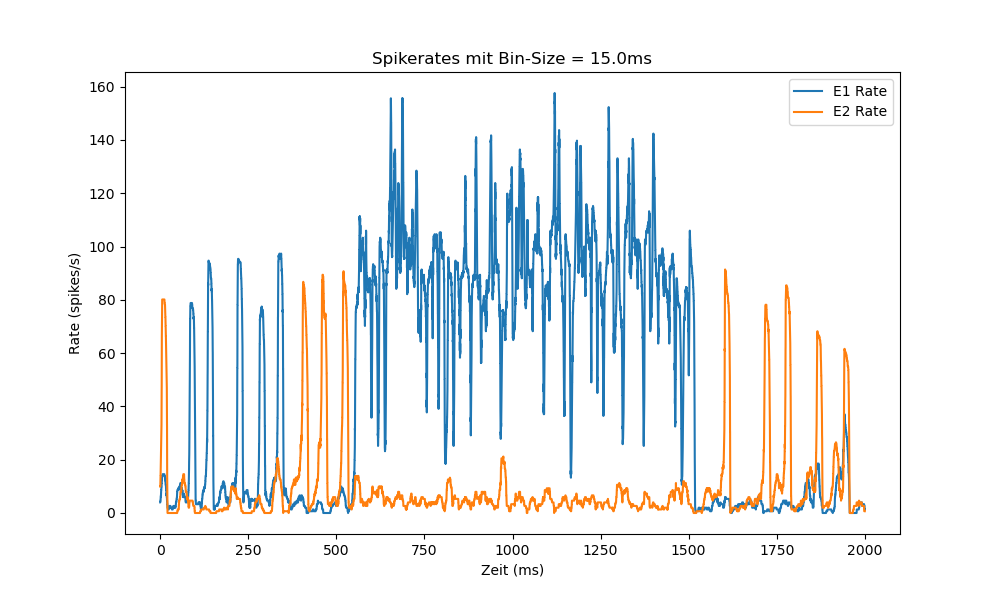 Spikerates mit Bin-Size = 15.0ms
E1 Rate
E2 Rate
Rate (spikes/s)
160
140
120
100
80
60
40
20
0
0 250 500 750 1000 1250 1500 1750 2000
Zeit (ms)